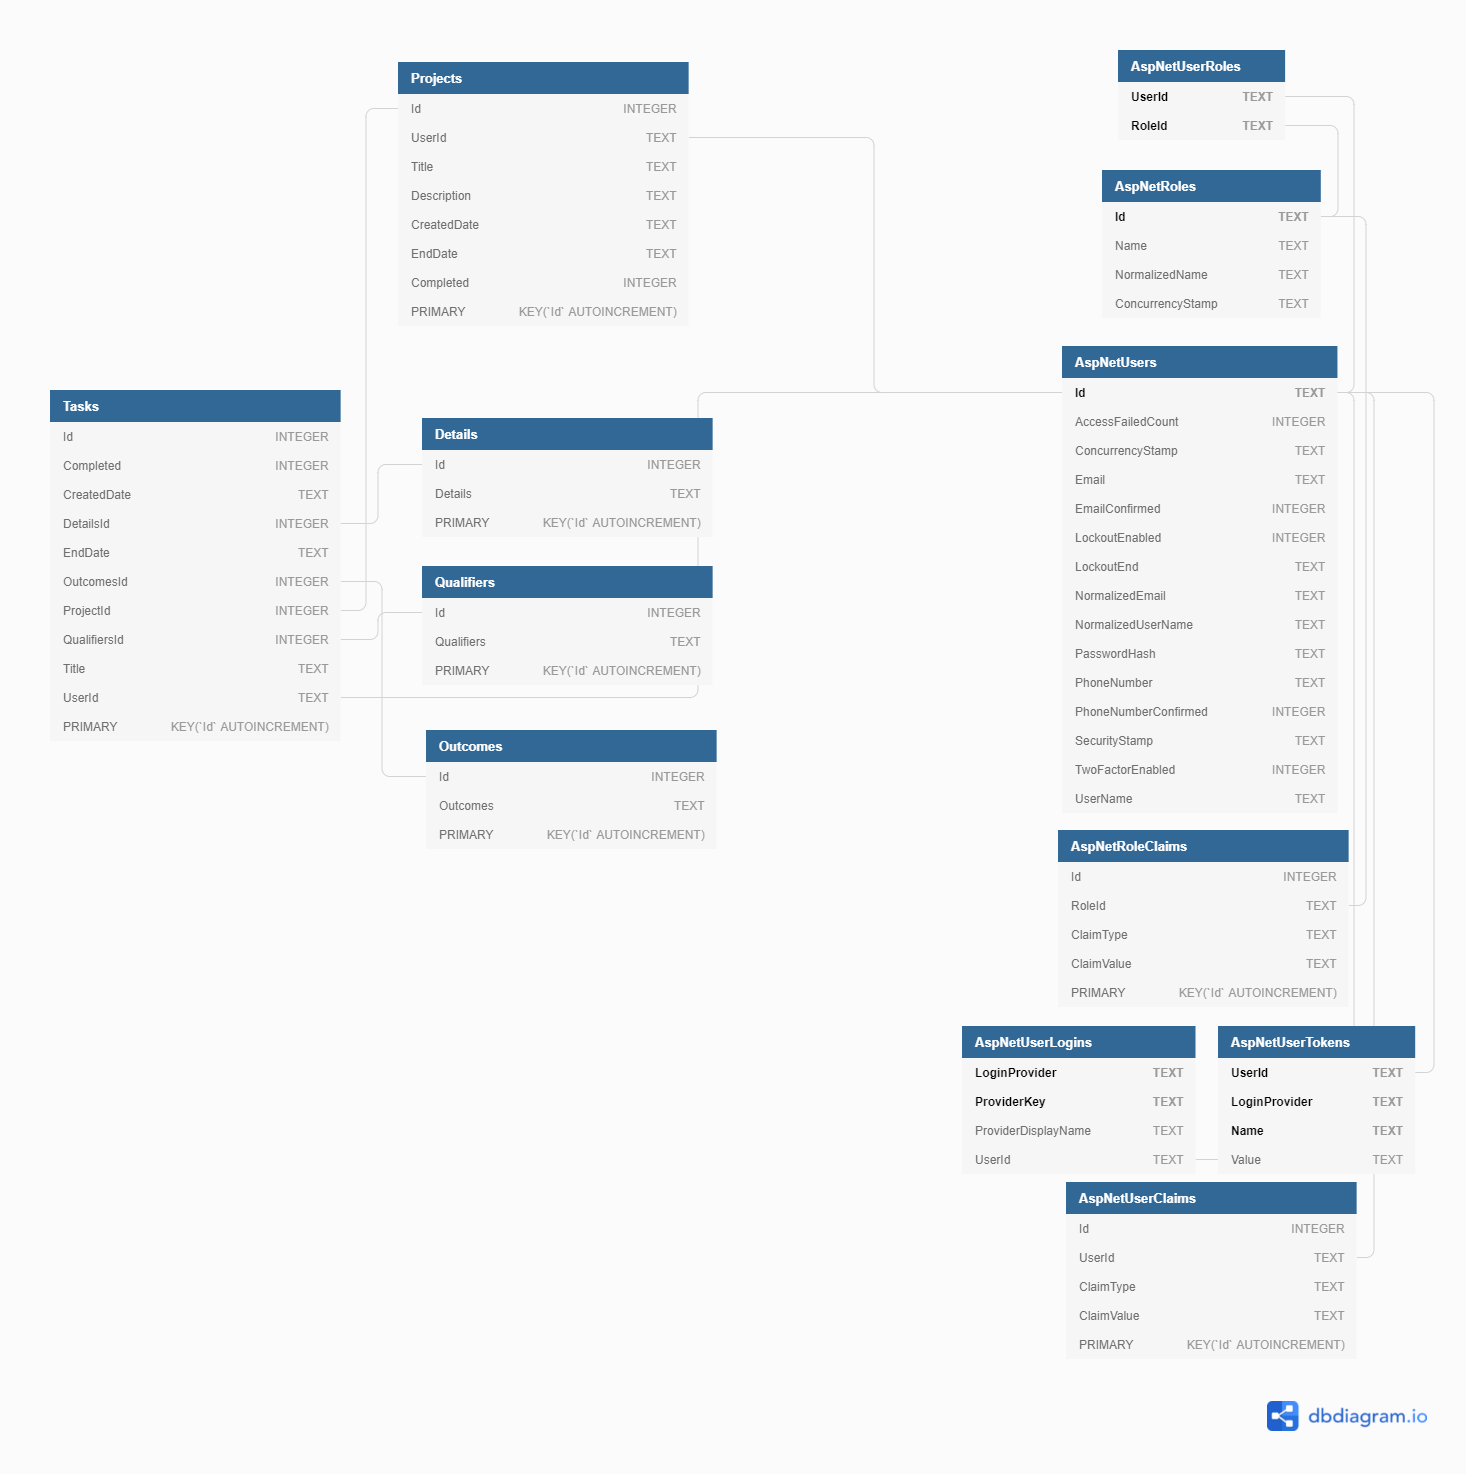 Projects
Id INTEGER
UserId TEXT
Title TEXT
Description TEXT
CreatedDate TEXT
EndDate TEXT
Completed INTEGER
PRIMARY KEY(`Id` AUTOINCREMENT)
Tasks
Id INTEGER
Completed INTEGER
CreatedDate TEXT
DetailsId INTEGER
EndDate TEXT
OutcomesId INTEGER
ProjectId INTEGER
QualifiersId INTEGER
Title TEXT
UserId TEXT
PRIMARY KEY(`Id` AUTOINCREMENT)
Details
Id INTEGER
Details TEXT
PRIMARY KEY(`Id` AUTOINCREMENT)
Qualifiers
Id INTEGER
Qualifiers TEXT
PRIMARY KEY(`Id` AUTOINCREMENT)
Outcomes
Id INTEGER
Outcomes TEXT
PRIMARY KEY(`Id` AUTOINCREMENT)
AspNetUserRoles
UserId TEXT
RoleId TEXT
AspNetRoles
Id TEXT
Name TEXT
NormalizedName TEXT
ConcurrencyStamp TEXT
AspNetUsers
Id TEXT
AccessFailedCount INTEGER
ConcurrencyStamp TEXT
Email TEXT
EmailConfirmed INTEGER
LockoutEnabled INTEGER
LockoutEnd TEXT
NormalizedEmail TEXT
NormalizedUserName TEXT
PasswordHash TEXT
PhoneNumber TEXT
PhoneNumberConfirmed INTEGER
SecurityStamp TEXT
TwoFactorEnabled INTEGER
UserName TEXT
AspNetRoleClaims
Id INTEGER
RoleId TEXT
ClaimType TEXT
ClaimValue TEXT
PRIMARY KEY(`Id` AUTOINCREMENT)
AspNetUserLogins
LoginProvider TEXT
ProviderKey TEXT
ProviderDisplayName TEXT
UserId TEXT
AspNetUserTokens
UserId TEXT
LoginProvider TEXT
Name TEXT
Value TEXT
AspNetUserClaims
Id INTEGER
UserId TEXT
ClaimType TEXT
ClaimValue TEXT
PRIMARY KEY(`Id` AUTOINCREMENT)
dbdiagram.io